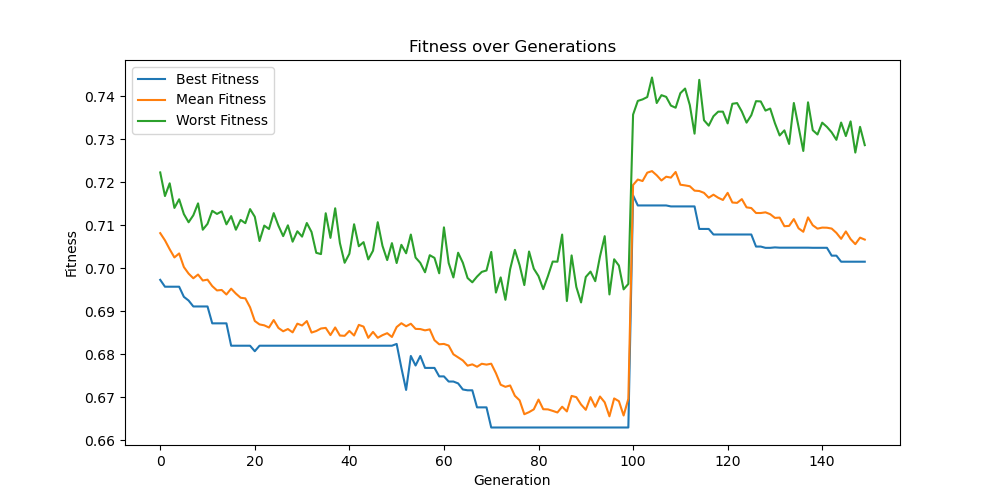 Fitness over Generations
Best Fitness
Mean Fitness
Worst Fitness
0.74
0.73
0.72
0.71
0.70
0.69
0.68
0.67
0.66
Fitness
0 20 40 60 80 100 120 140
Generation